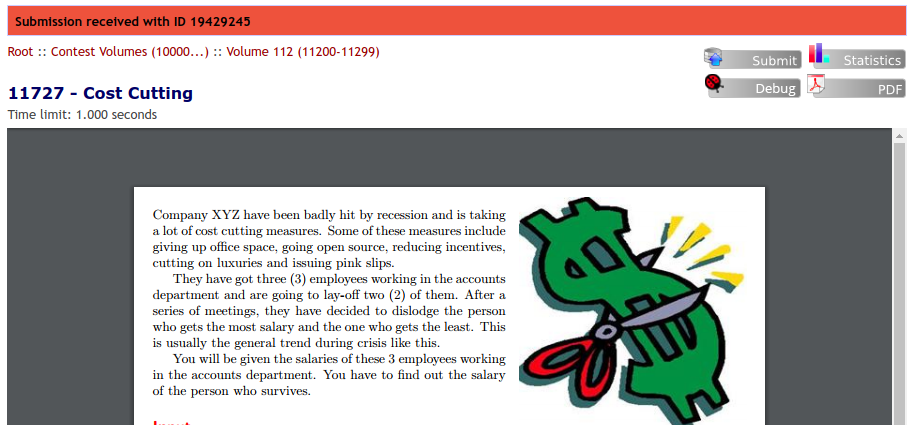 Submission received with ID 19429245
Root :: Contest Volumes (10000...) :: Volume 112 (11200-11299)
Submit
Statistics
Debug
PDF
11727 - Cost Cutting
Time limit: 1.000 seconds
Company XYZ have been badly hit by recession and is taking
a lot of cost cutting measures. Some of these measures include
giving up office space, going open source, reducing incentives,
cutting on luxuries and issuing pink slips.
They have got three (3) employees working in the accounts
department and are going to lay-off two (2) of them. After a
series of meetings, they have decided to dislodge the person
who gets the most salary and the one who gets the least. This
is usually the general trend during crisis like this.
You will be given the salaries of these 3 employees working
in the accounts department. You have to find out the salary
of the person who survives.